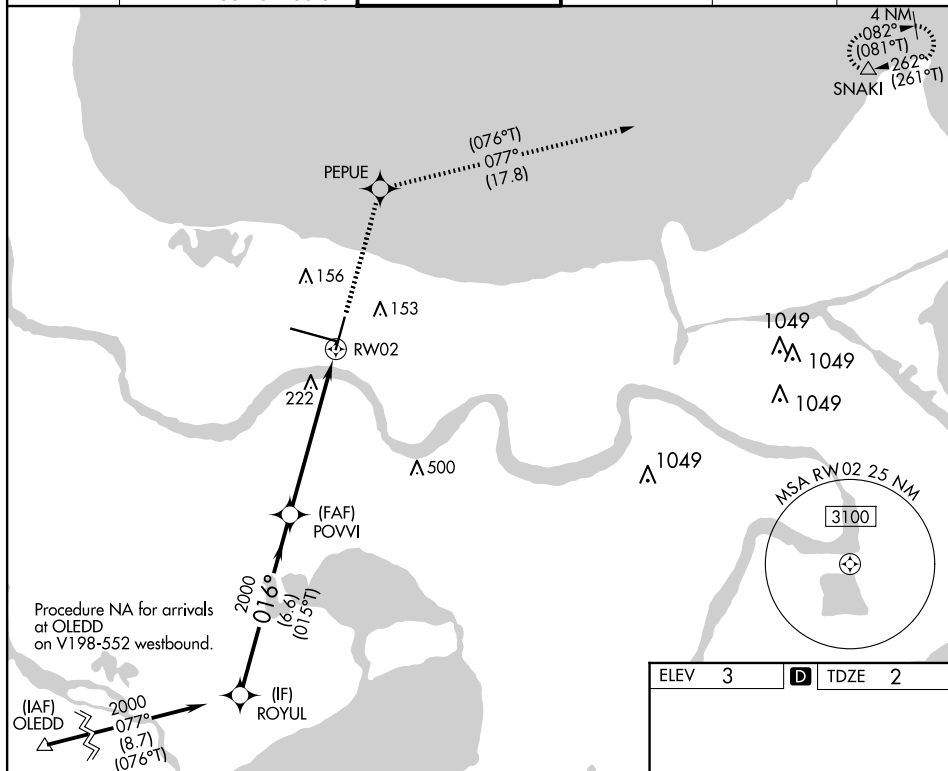 4 NM
082°
(081°T)
262°
(261°T)
SNAKI
(076°T)
077°
(17.8)
PEPUE
156
153
RW02
1049
1049
1049
222
500
1049
MSA RW02 25 NM
3100
(FAF)
POVVI
2000
016°
(6.6)
(015°T)
Procedure NA for arrivals
at OLEDD
on V198-552 westbound.
(IF)
ROYUL
(IAF)
OLEDD
2000
077°
(8.7)
(076°T)
ELEV 3 D TDZE 2